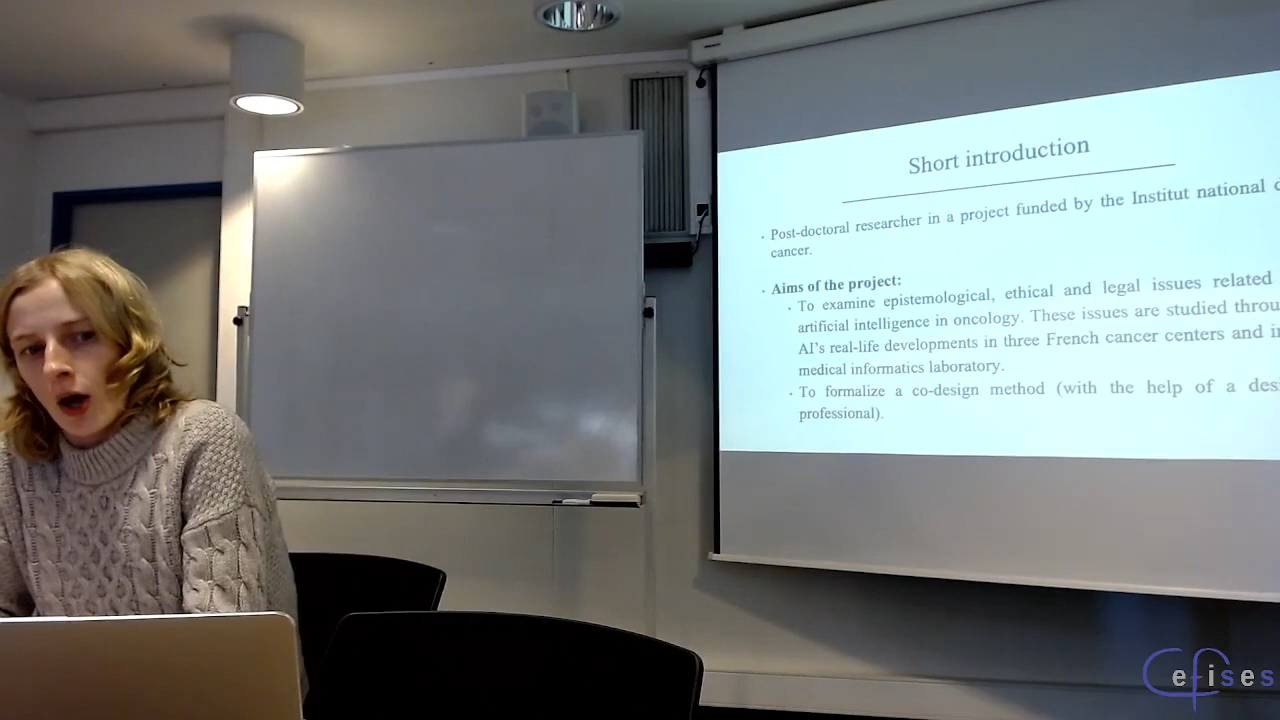 Short introduction
· Post-doctoral researcher in a project funded by the Institut national
cancer.
· Aims of the project:
· To examine epistemological, ethical and legal issues related
artificial intelligence in oncology. These issues are studied
AI's real-life developments in three French cancer centers and
medical informatics laboratory.
· To formalize a co-design method (with the help of a
professional).
efises